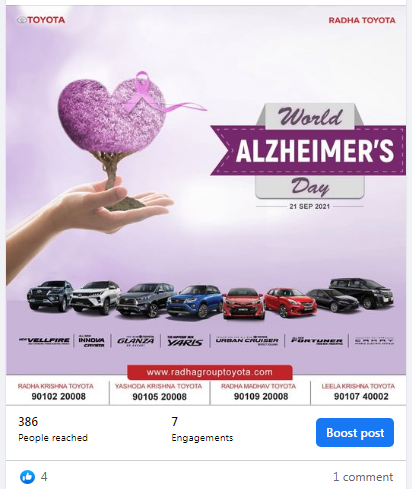 TOYOTA
RADHA TOYOTA
World
ALZHEIMER'S
Day
21 SEP 2021
NEW VELLFIRE
INNOVA CRYSTA
GLANZA
YARIS
URBAN CRUISER
FORTUNER
CAMRY
www.radhagrouptoyota.com
RADHA KRISHNA TOYOTA
90102 20008
YASHODA KRISHNA TOYOTA
90105 20008
RADHA MADHAV TOYOTA
90109 20008
LEELA KRISHNA TOYOTA
90107 40002
386
People reached
7
Engagements
Boost post
4
1 comment